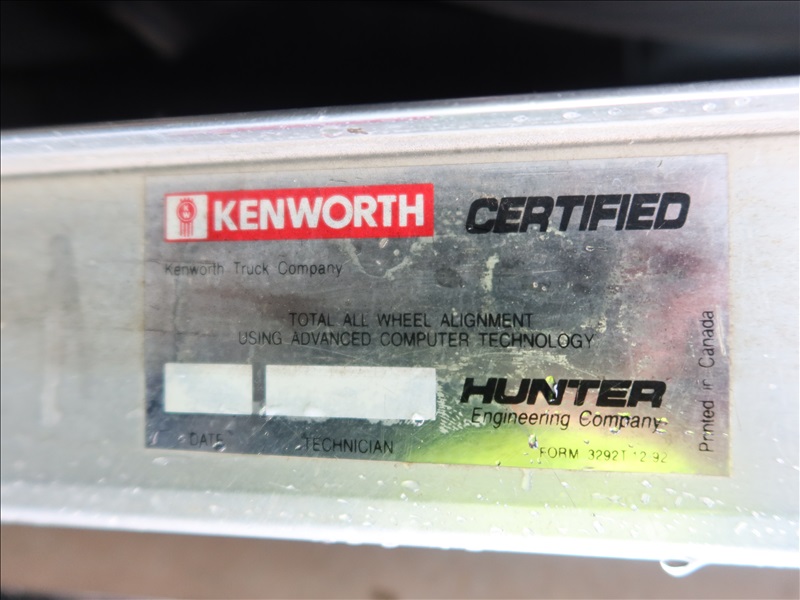 KENWORTH CERTIFIED
Kenworth Truck Company
TOTAL ALL WHEEL ALIGNMENT
USING ADVANCED COMPUTER TECHNOLOGY
HUNTER
Engineering Company
DATE TECHNICIAN
FORM 3292T 12-92
Printed in Canada